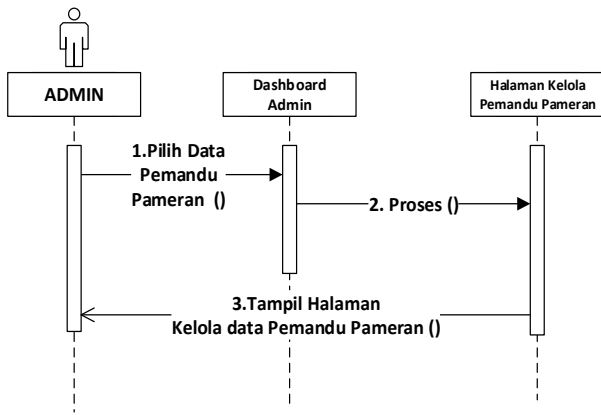 ADMIN
Dashboard
Admin
Halaman Kelola
Pemandu Pameran
1.Pilih Data
Pemandu
Pameran ()
2. Proses ()
3.Tampil Halaman
Kelola data Pemandu Pameran ()